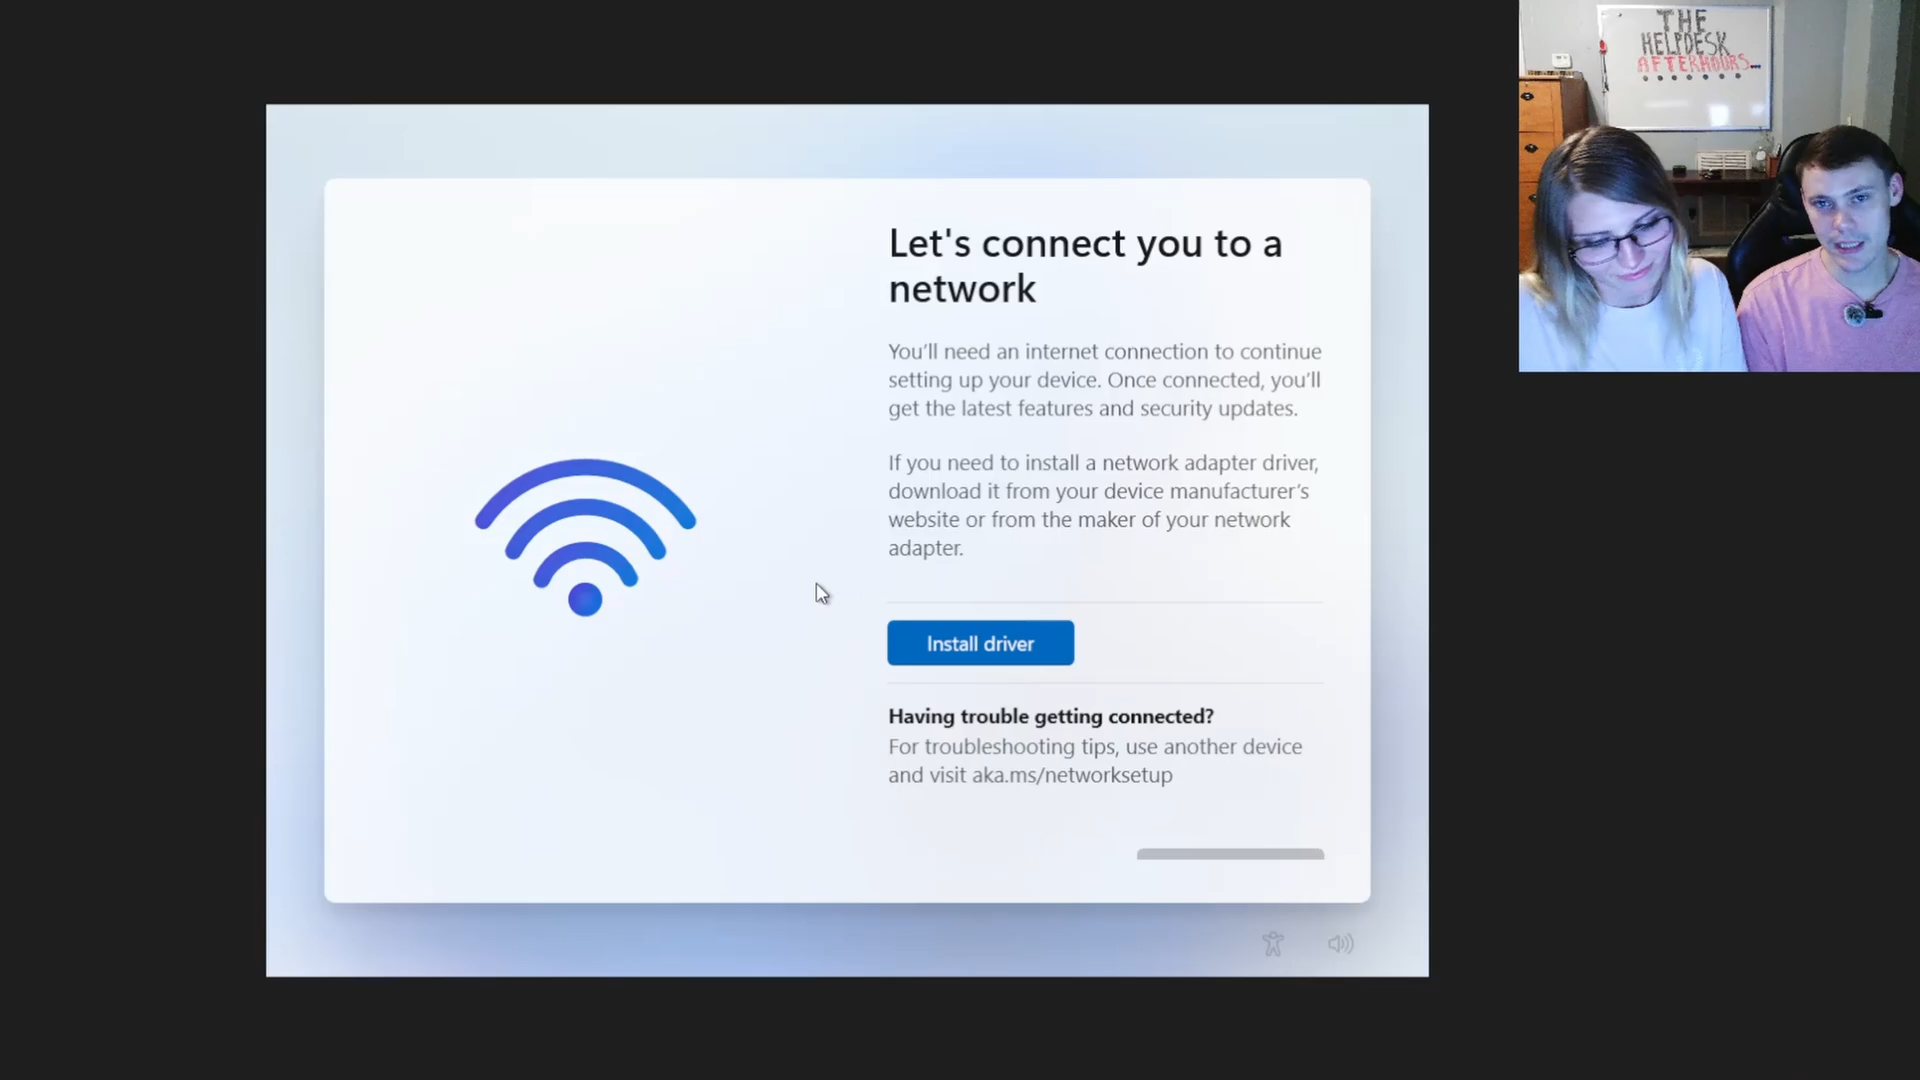 Let's connect you to a
network
You'll need an internet connection to continue
setting up your device. Once connected, you'll
get the latest features and security updates.
If you need to install a network adapter driver,
download it from your device manufacturer's
website or from the maker of your network
adapter.
Install driver
Having trouble getting connected?
For troubleshooting tips, use another device
and visit aka.ms/networksetup
THE
HELPDESK
AFTERHOURS...